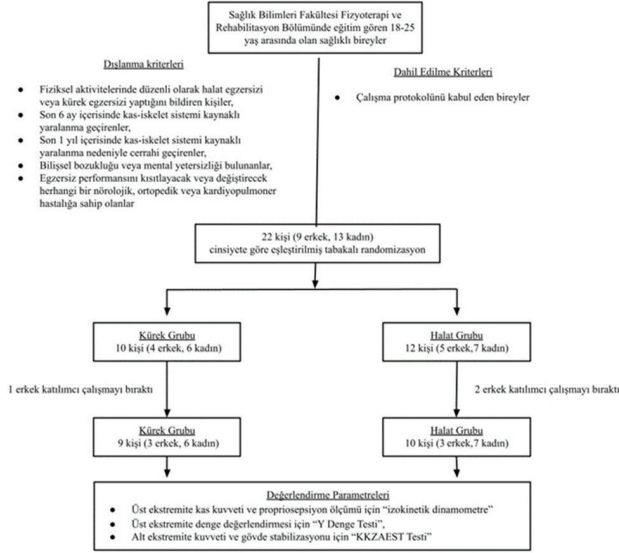 Sağlık Bilimleri Fakültesi Fizyoterapi ve
Rehabilitasyon Bölümünde eğitim gören 18-25
yaş arasında olan sağlıklı bireyler
Dışlanma kriterleri
● Fiziksel aktivitelerinde düzenli olarak halat egzersizi
veya kürek egzersizi yaptığını bildiren kişiler,
● Son 6 ay içerisinde kas-iskelet sistemi kaynaklı
yaralanma geçirenler,
● Son 1 yıl içerisinde kas-iskelet sistemi kaynaklı
yaralanma nedeniyle cerrahi geçirenler,
● Bilişsel bozukluğu veya mental yetersizliği bulunanlar,
● Egzersiz performansını kısıtlayacak veya değiştirecek
herhangi bir nörolojik, ortopedik veya kardiyopulmoner
hastalığa sahip olanlar
Dahil Edilme Kriterleri
● Çalışma protokolünü kabul eden bireyler
22 kişi (9 erkek, 13 kadın)
cinsiyete göre eşleştirilmiş tabakalı randomizasyon
Kürek Grubu
10 kişi (4 erkek, 6 kadın)
Halat Grubu
12 kişi (5 erkek,7 kadın)
1 erkek katılımcı çalışmayı bıraktı
2 erkek katılımcı çalışmayı bıraktı
Kürek Grubu
9 kişi (3 erkek, 6 kadın)
Halat Grubu
10 kişi (3 erkek,7 kadın)
Değerlendirme Parametreleri
● Üst ekstremite kas kuvveti ve propriosepsiyon ölçümü için “izokinetik dinamometre”
● Üst ekstremite denge değerlendirmesi için “Y Denge Testi”,
● Alt ekstremite kuvveti ve gövde stabilizasyonu için “KKZAEST Testi”